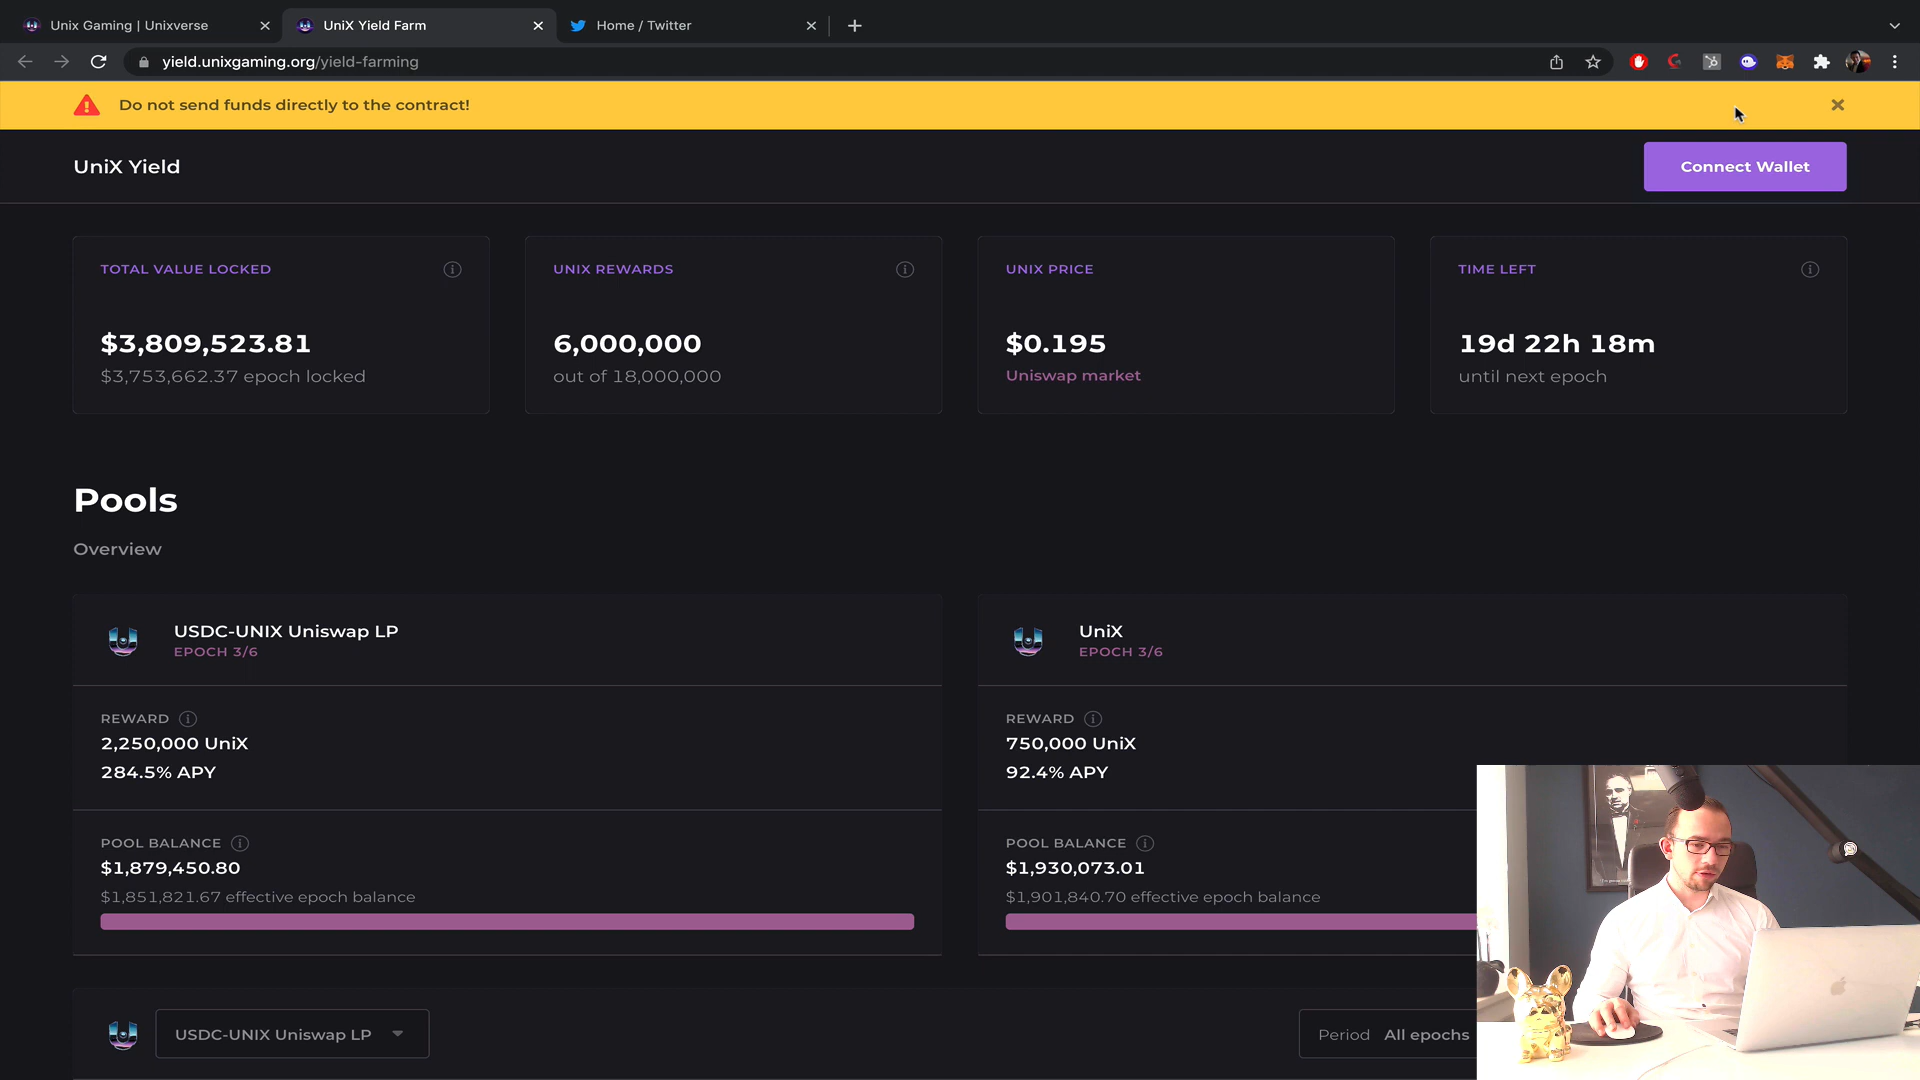 Unix Gaming | Unixverse
UniX Yield Farm
Home / Twitter
yield.unixgaming.org/yield-farming
Do not send funds directly to the contract!
UniX Yield
Connect Wallet
TOTAL VALUE LOCKED
$3,809,523.81
$3,753,662.37 epoch locked
UNIX REWARDS
6,000,000
out of 18,000,000
UNIX PRICE
$0.195
Uniswap market
TIME LEFT
19d 22h 18m
until next epoch
Pools
Overview
USDC-UNIX Uniswap LP
EPOCH 3/6
REWARD
2,250,000 UniX
284.5% APY
POOL BALANCE
$1,879,450.80
$1,851,821.67 effective epoch balance
UniX
EPOCH 3/6
REWARD
750,000 UniX
92.4% APY
POOL BALANCE
$1,930,073.01
$1,901,840.70 effective epoch balance
USDC-UNIX Uniswap LP
Period All epochs